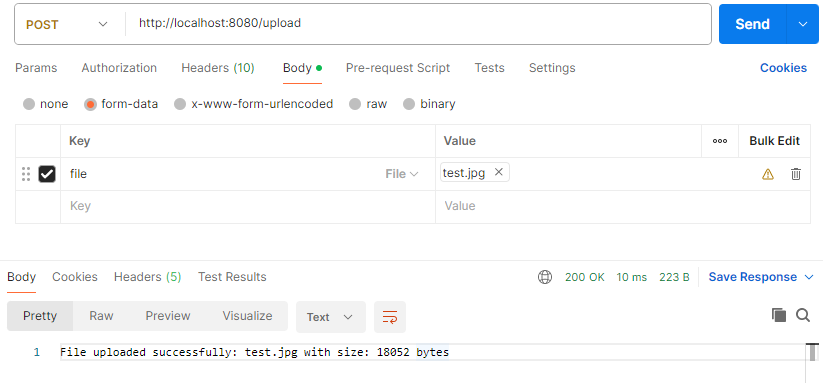 POST http://localhost:8080/upload Send
Params Authorization Headers (10) Body Pre-request Script Tests Settings Cookies
none form-data x-www-form-urlencoded raw binary
Key Value ooo Bulk Edit
file File test.jpg
Key Value
Body Cookies Headers (5) Test Results 200 OK 10 ms 223 B Save Response
Pretty Raw Preview Visualize Text
1 File uploaded successfully: test.jpg with size: 18052 bytes